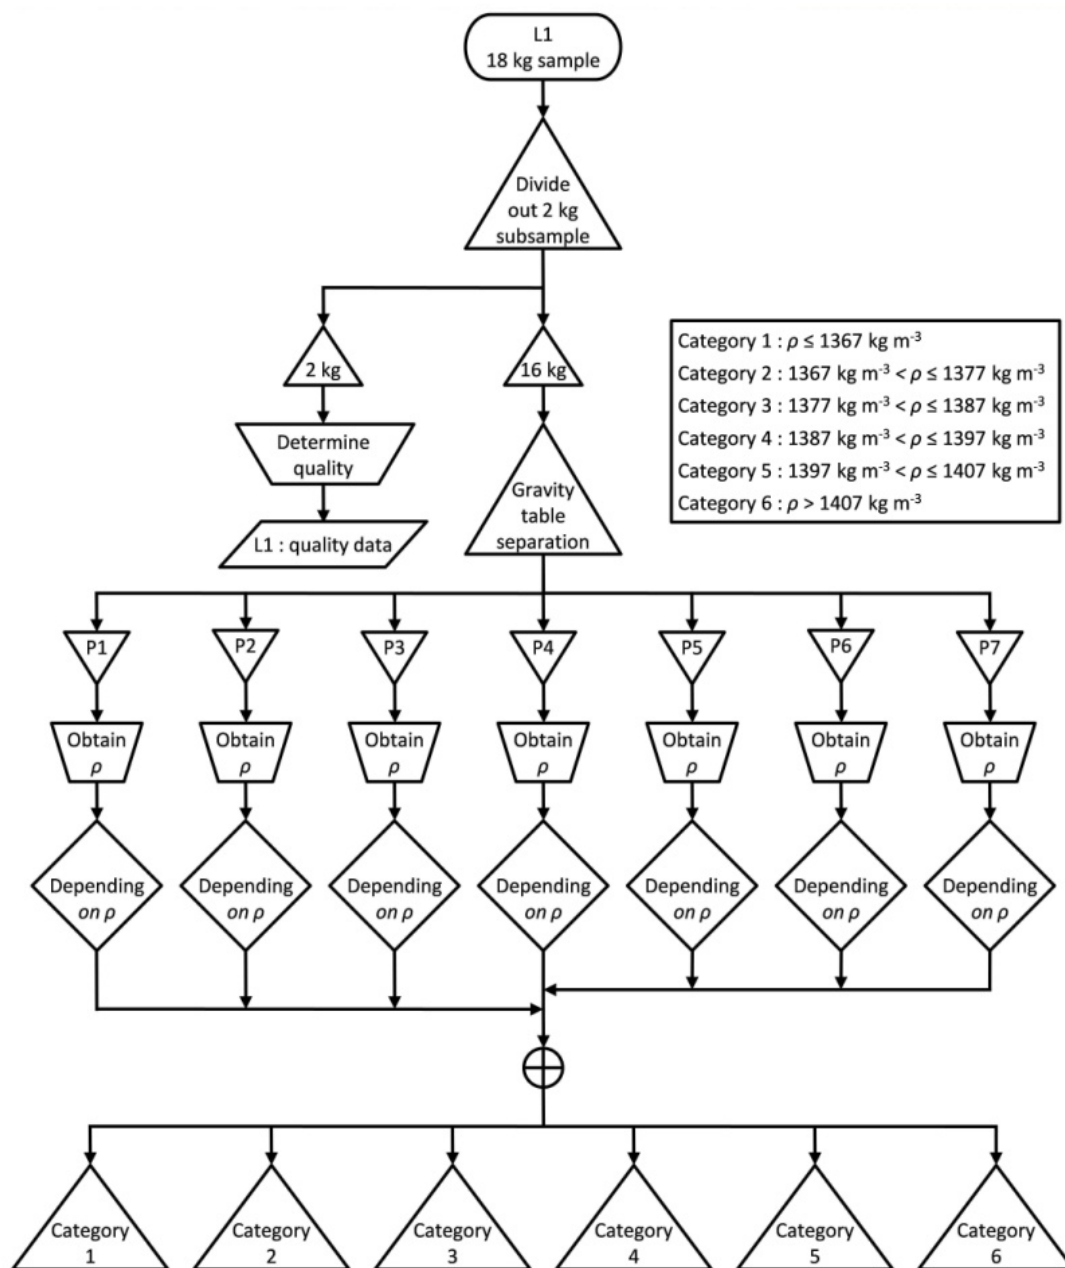 L1
18 kg sample
Divide
out 2 kg
subsample
2 kg
16 kg
Category 1 : ρ ≤ 1367 kg m⁻³
Category 2 : 1367 kg m⁻³ < ρ ≤ 1377 kg m⁻³
Category 3 : 1377 kg m⁻³ < ρ ≤ 1387 kg m⁻³
Category 4 : 1387 kg m⁻³ < ρ ≤ 1397 kg m⁻³
Category 5 : 1397 kg m⁻³ < ρ ≤ 1407 kg m⁻³
Category 6 : ρ > 1407 kg m⁻³
Determine
quality
Gravity
table
separation
L1 : quality data
P1
P2
P3
P4
P5
P6
P7
Obtain
ρ
Obtain
ρ
Obtain
ρ
Obtain
ρ
Obtain
ρ
Obtain
ρ
Obtain
ρ
Depending
on ρ
Depending
on ρ
Depending
on ρ
Depending
on ρ
Depending
on ρ
Depending
on ρ
Depending
on ρ
Category
1
Category
2
Category
3
Category
4
Category
5
Category
6